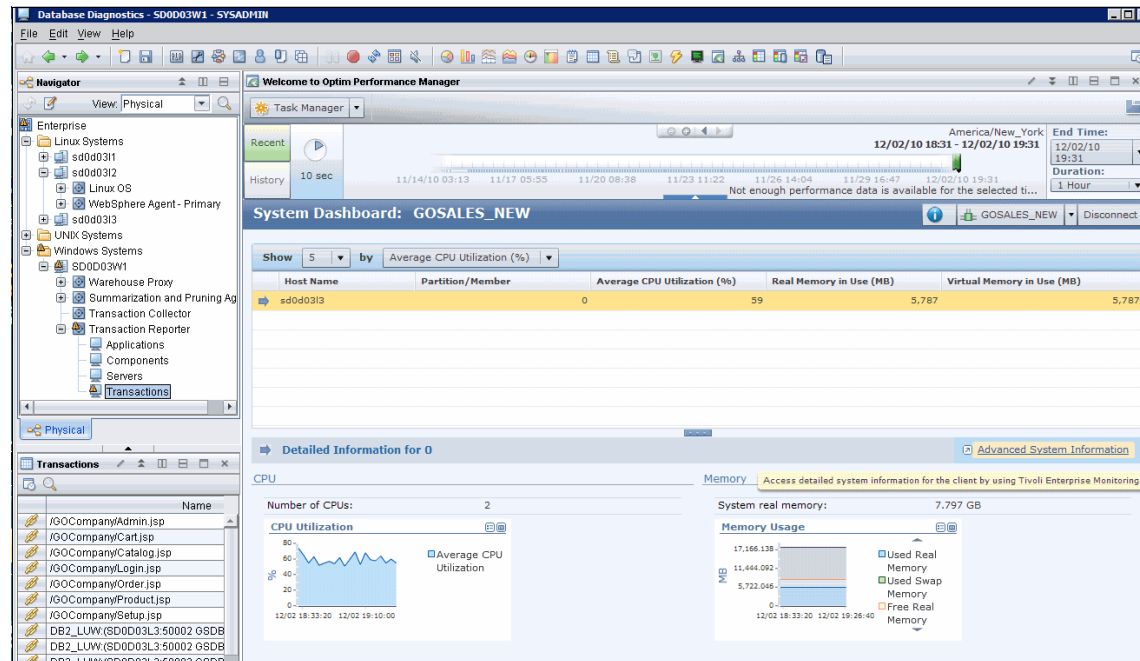 Database Diagnostics - SD0D03W1 - SYSADMIN
File Edit View Help
Navigator
View: Physical
Enterprise
Linux Systems
sd0d03l1
sd0d03l2
Linux OS
WebSphere Agent - Primary
sd0d03l3
UNIX Systems
Windows Systems
SD0D03W1
Warehouse Proxy
Summarization and Pruning Ag
Transaction Collector
Transaction Reporter
Applications
Components
Servers
Transactions
Physical
Transactions
Name
/GOCompany/Admin.jsp
/GOCompany/Cart.jsp
/GOCompany/Catalog.jsp
/GOCompany/Login.jsp
/GOCompany/Order.jsp
/GOCompany/Product.jsp
/GOCompany/Setup.jsp
DB2_LUW:(SD0D03L3:50002 GSDB
DB2_LUW:(SD0D03L3:50002 GSDB
DB2_LUW:(SD0D03L3:50002 GSDB
Welcome to Optim Performance Manager
Task Manager
Recent
History
10 sec
America/New_York
12/02/10 18:31 - 12/02/10 19:31
11/14/10 03:13 11/17 05:55 11/20 08:38 11/23 11:22 11/26 14:04 11/29 16:47 12/02/10 19:31
Not enough performance data is available for the selected ti...
End Time:
12/02/10
19:31
Duration:
1 Hour
System Dashboard: GOSALES_NEW
GOSALES_NEW Disconnect
Show 5 by Average CPU Utilization (%)
Host Name Partition/Member Average CPU Utilization (%) Real Memory in Use (MB) Virtual Memory in Use (MB)
sd0d03l3 0 59 5,787 5,787
Detailed Information for 0
Advanced System Information
CPU
Memory
Access detailed system information for the client by using Tivoli Enterprise Monitoring
Number of CPUs: 2
CPU Utilization
80
60
40
20
0
%
12/02 18:33:20 12/02 19:10:00
Average CPU
Utilization
System real memory: 7.797 GB
Memory Usage
17,166.138
11,444.092
5,722.046
0
MB
12/02 18:33:20 12/02 19:26:40
Used Real
Memory
Used Swap
Memory
Free Real
Memory